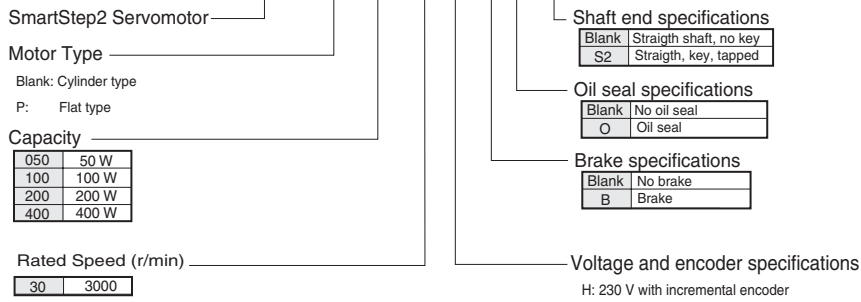 SmartStep2 Servomotor
Motor Type
Blank: Cylinder type
P: Flat type
Capacity
050 50 W
100 100 W
200 200 W
400 400 W
Rated Speed (r/min)
30 3000
Shaft end specifications
Blank Straigth shaft, no key
S2 Straigth, key, tapped
Oil seal specifications
Blank No oil seal
O Oil seal
Brake specifications
Blank No brake
B Brake
Voltage and encoder specifications
H: 230 V with incremental encoder